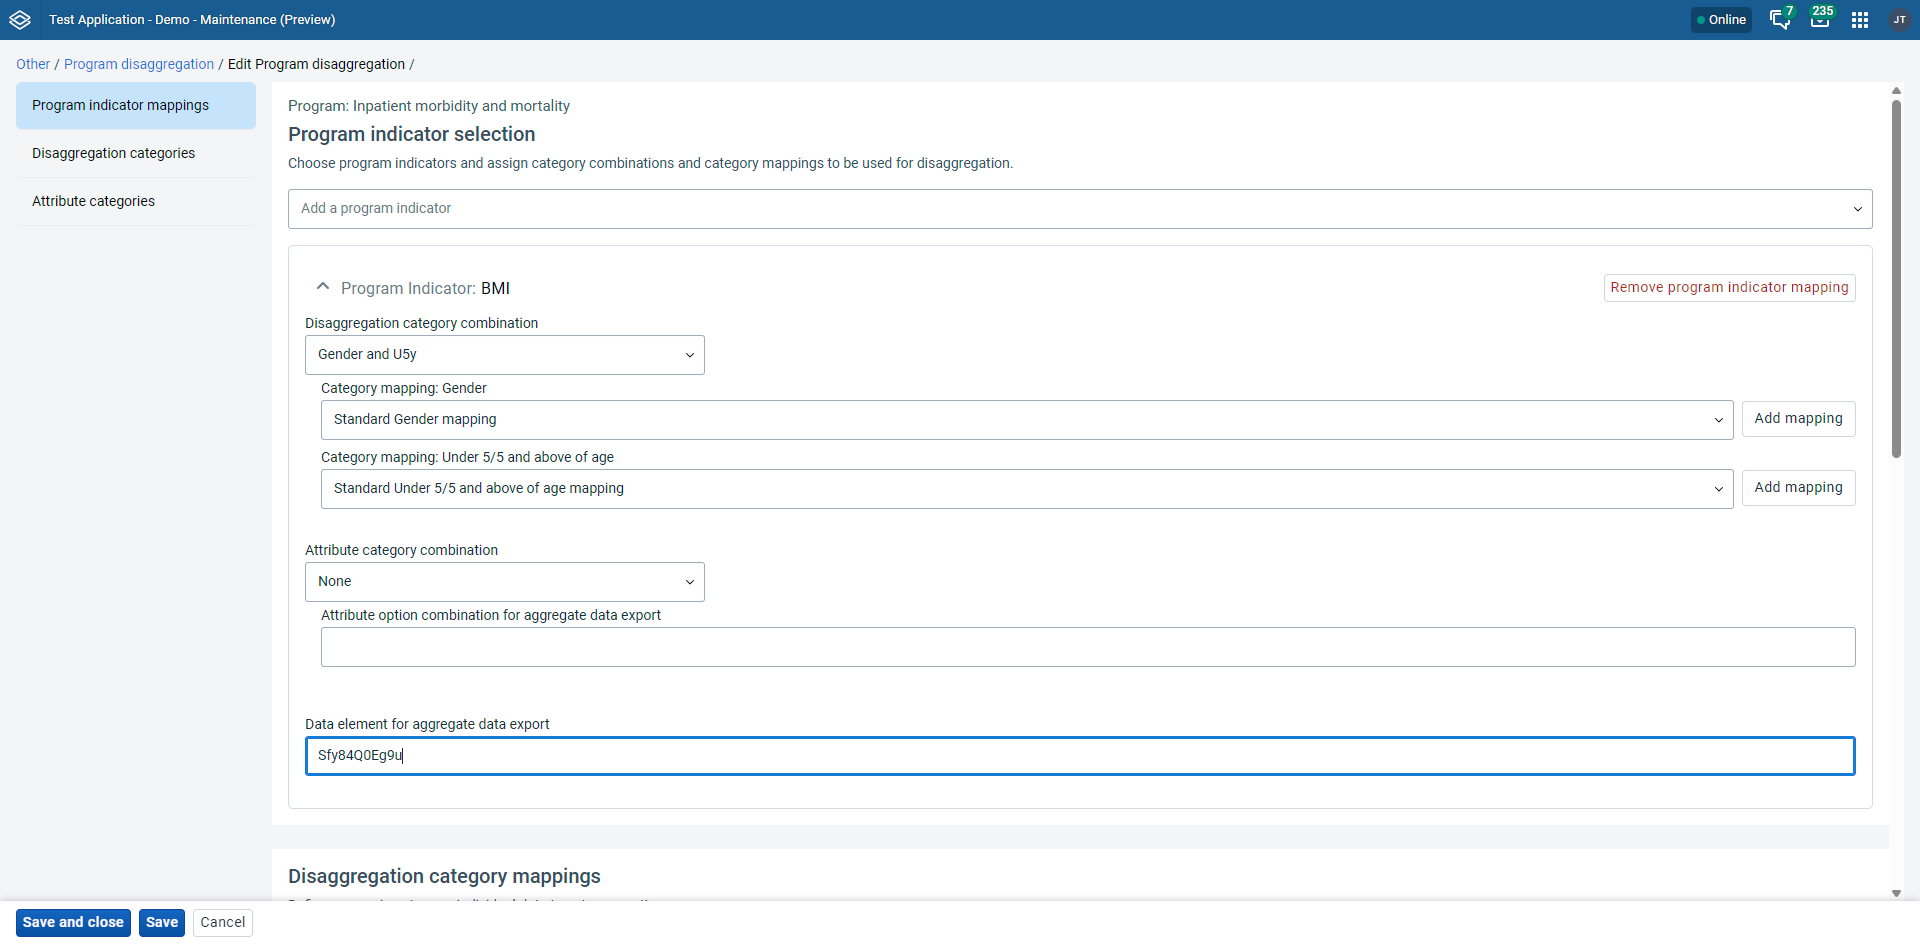 Test Application - Demo - Maintenance (Preview)
Online
7
235
JT
Other / Program disaggregation / Edit Program disaggregation /
Program indicator mappings
Disaggregation categories
Attribute categories
Program: Inpatient morbidity and mortality
Program indicator selection
Choose program indicators and assign category combinations and category mappings to be used for disaggregation.
Add a program indicator
Program Indicator: BMI
Remove program indicator mapping
Disaggregation category combination
Gender and U5y
Category mapping: Gender
Standard Gender mapping
Add mapping
Category mapping: Under 5/5 and above of age
Standard Under 5/5 and above of age mapping
Add mapping
Attribute category combination
None
Attribute option combination for aggregate data export
Data element for aggregate data export
Sfy84Q0Eg9u
Disaggregation category mappings
Save and close
Save
Cancel